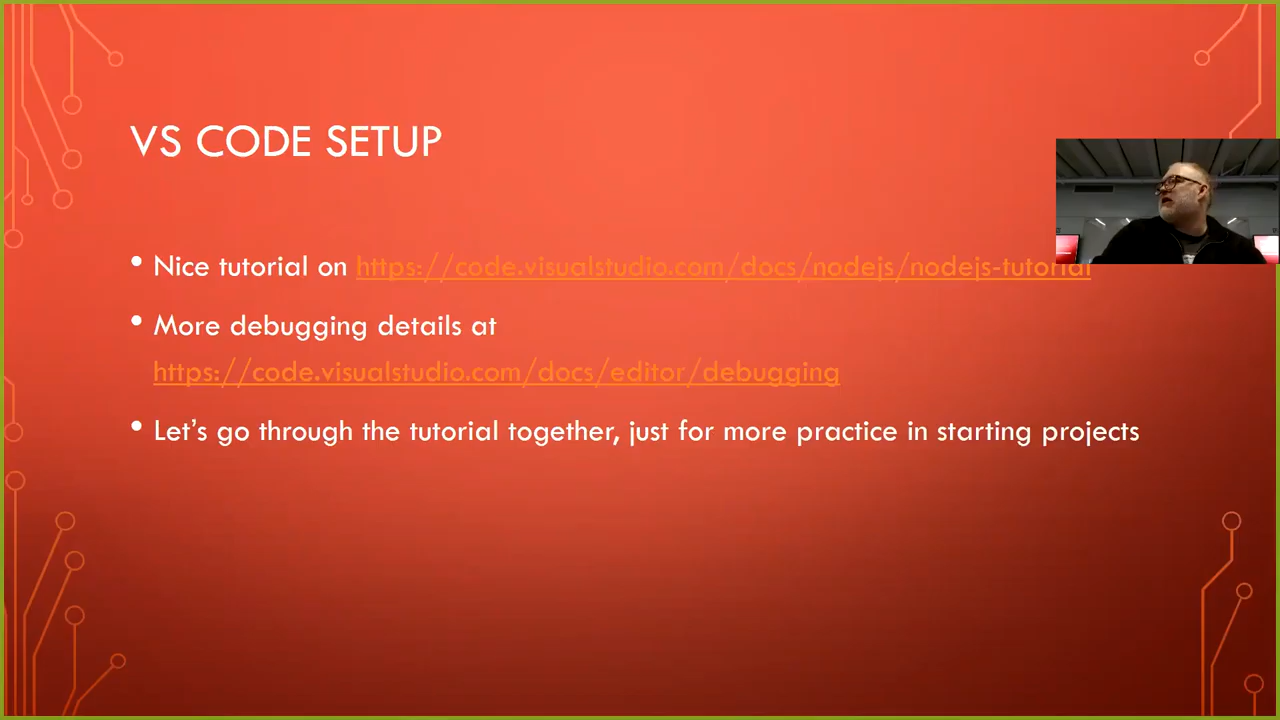 VS CODE SETUP
• Nice tutorial on https://code.visualstudio.com/docs/nodejs/nodejs-tutorial
• More debugging details at
https://code.visualstudio.com/docs/editor/debugging
• Let's go through the tutorial together, just for more practice in starting projects